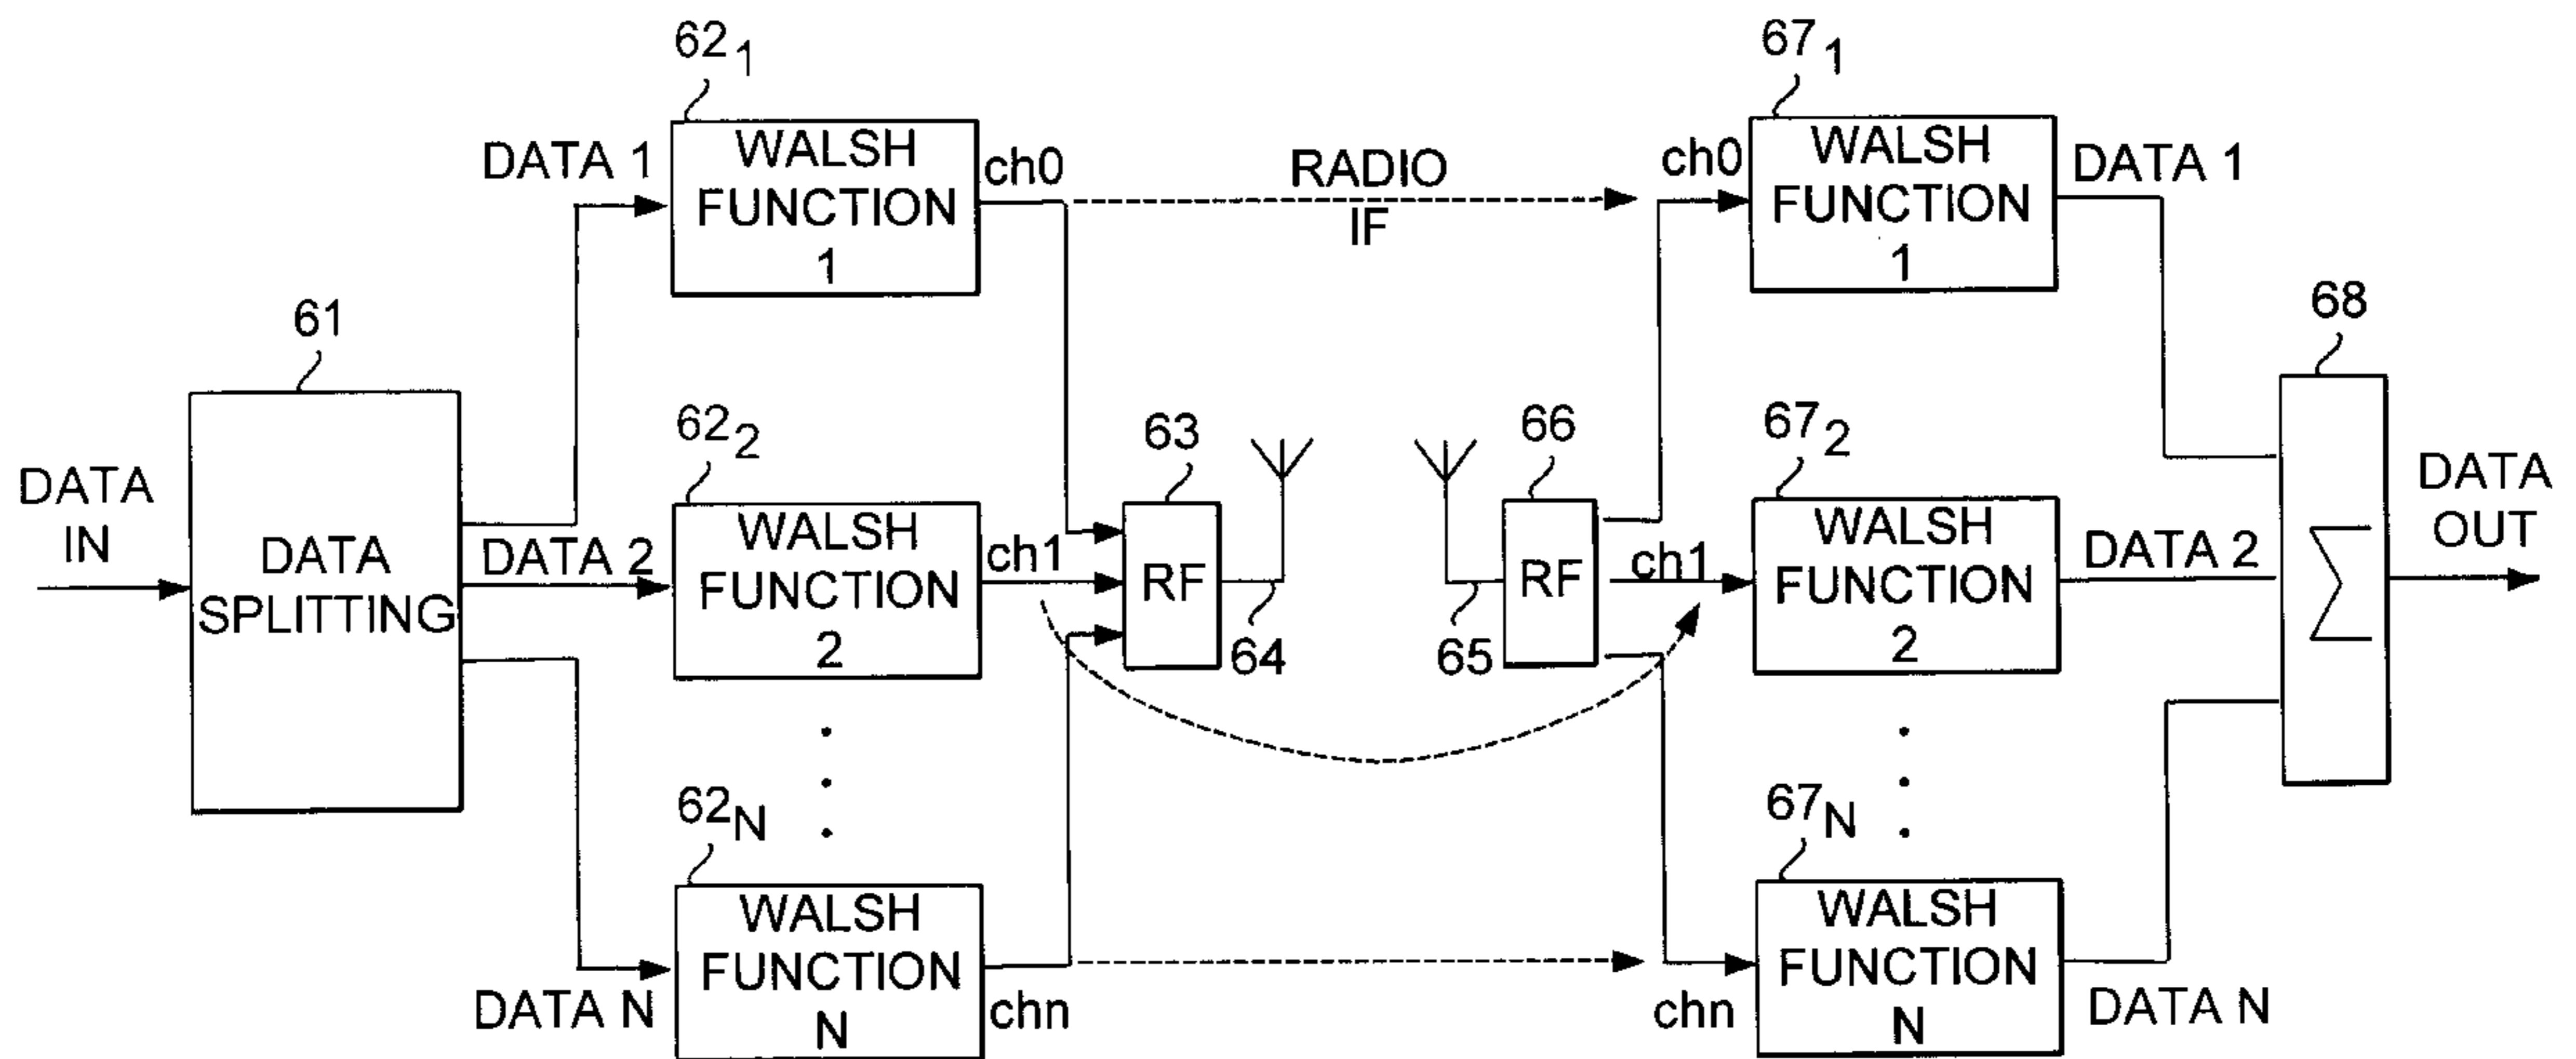 62 1
67 1
DATA 1
WALSH
FUNCTION
1
ch0
RADIO
IF
ch0
WALSH
FUNCTION
1
DATA 1
61
68
62 2
63
66
67 2
DATA
IN
DATA
SPLITTING
DATA 2
WALSH
FUNCTION
2
ch1
RF
64
65
RF
ch1
WALSH
FUNCTION
2
DATA 2
Σ
DATA
OUT
62 N
67 N
DATA N
WALSH
FUNCTION
N
chn
chn
WALSH
FUNCTION
N
DATA N